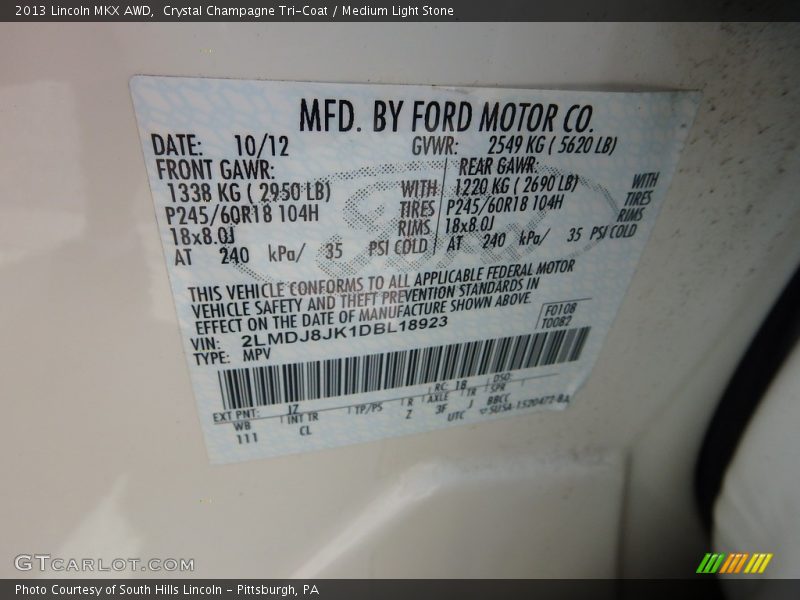 2013 Lincoln MKX AWD, Crystal Champagne Tri-Coat / Medium Light Stone
MFD. BY FORD MOTOR CO.
DATE: 10/12 GVWR: 2549 KG ( 5620 LB)
FRONT GAWR: REAR GAWR:
1338 KG ( 2950 LB) WITH 1220 KG ( 2690 LB) WITH
P245/60R18 104H TIRES P245/60R18 104H TIRES
18x8.0J RIMS 18x8.0J RIMS
AT 240 kPa/ 35 PSI COLD AT 240 kPa/ 35 PSI COLD
THIS VEHICLE CONFORMS TO ALL APPLICABLE FEDERAL MOTOR
VEHICLE SAFETY AND THEFT PREVENTION STANDARDS IN
EFFECT ON THE DATE OF MANUFACTURE SHOWN ABOVE.
F0108
VIN: 2LMDJ8JK1DBL18923 T0082
TYPE: MPV
EXT PNT: JZ RC: 18 DSO:
WB INT TR TP/PS R AXLE TR SPR
111 CL Z 3F J BBCC
UTC
GTCarlot.com
Photo Courtesy of South Hills Lincoln - Pittsburgh, PA